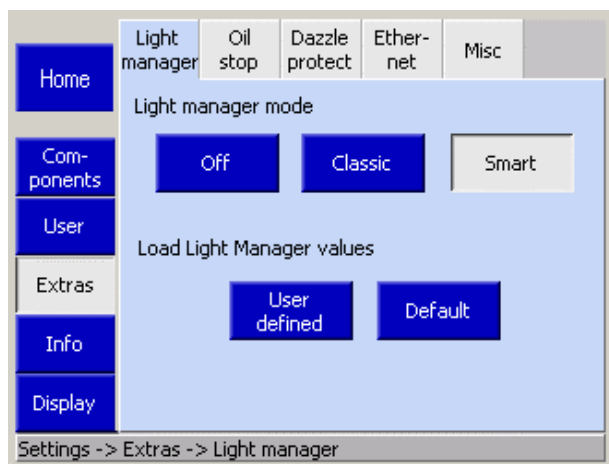 Home
Com-
ponents
User
Extras
Info
Display
Light
manager
Oil
stop
Dazzle
protect
Ether-
net
Misc
Light manager mode
Off
Classic
Smart
Load Light Manager values
User
defined
Default
Settings -> Extras -> Light manager